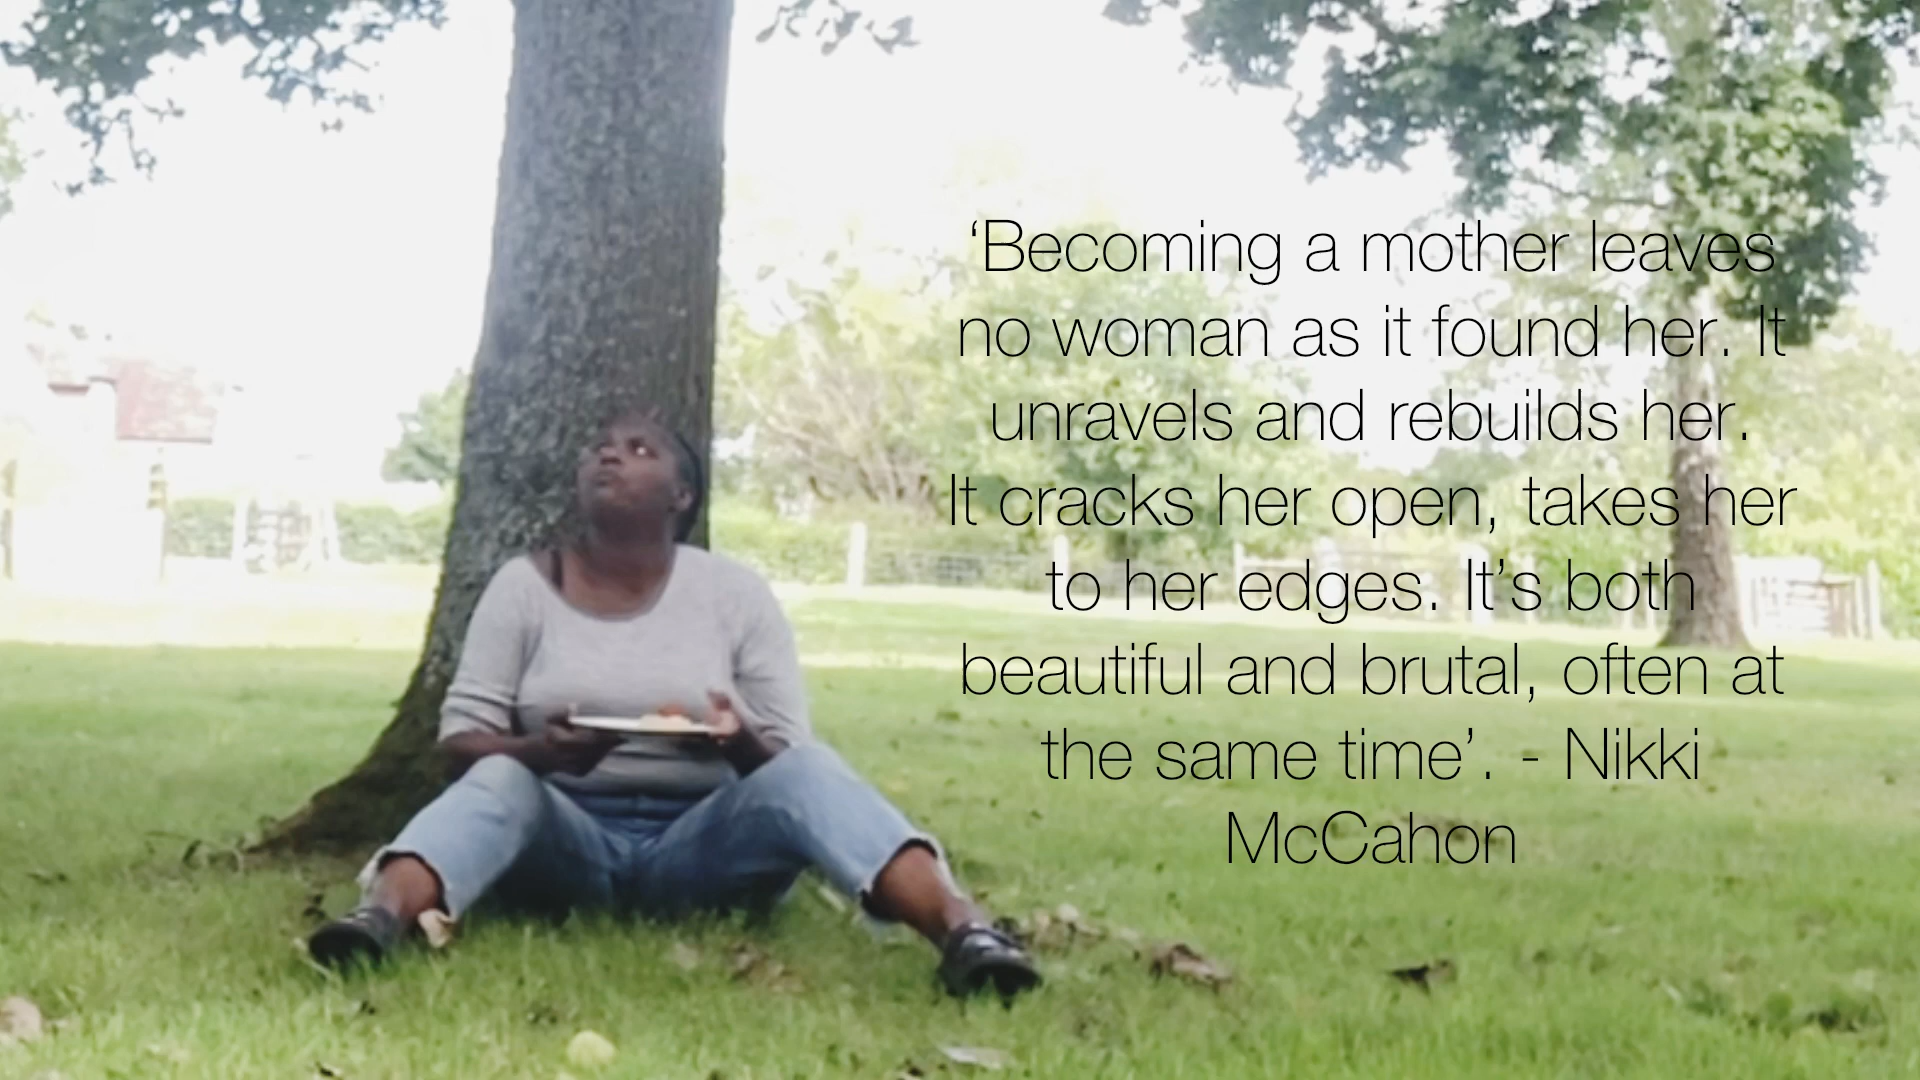 ‘Becoming a mother leaves
no woman as it found her. It
unravels and rebuilds her.
It cracks her open, takes her
to her edges. It’s both
beautiful and brutal, often at
the same time’. - Nikki
McCahon